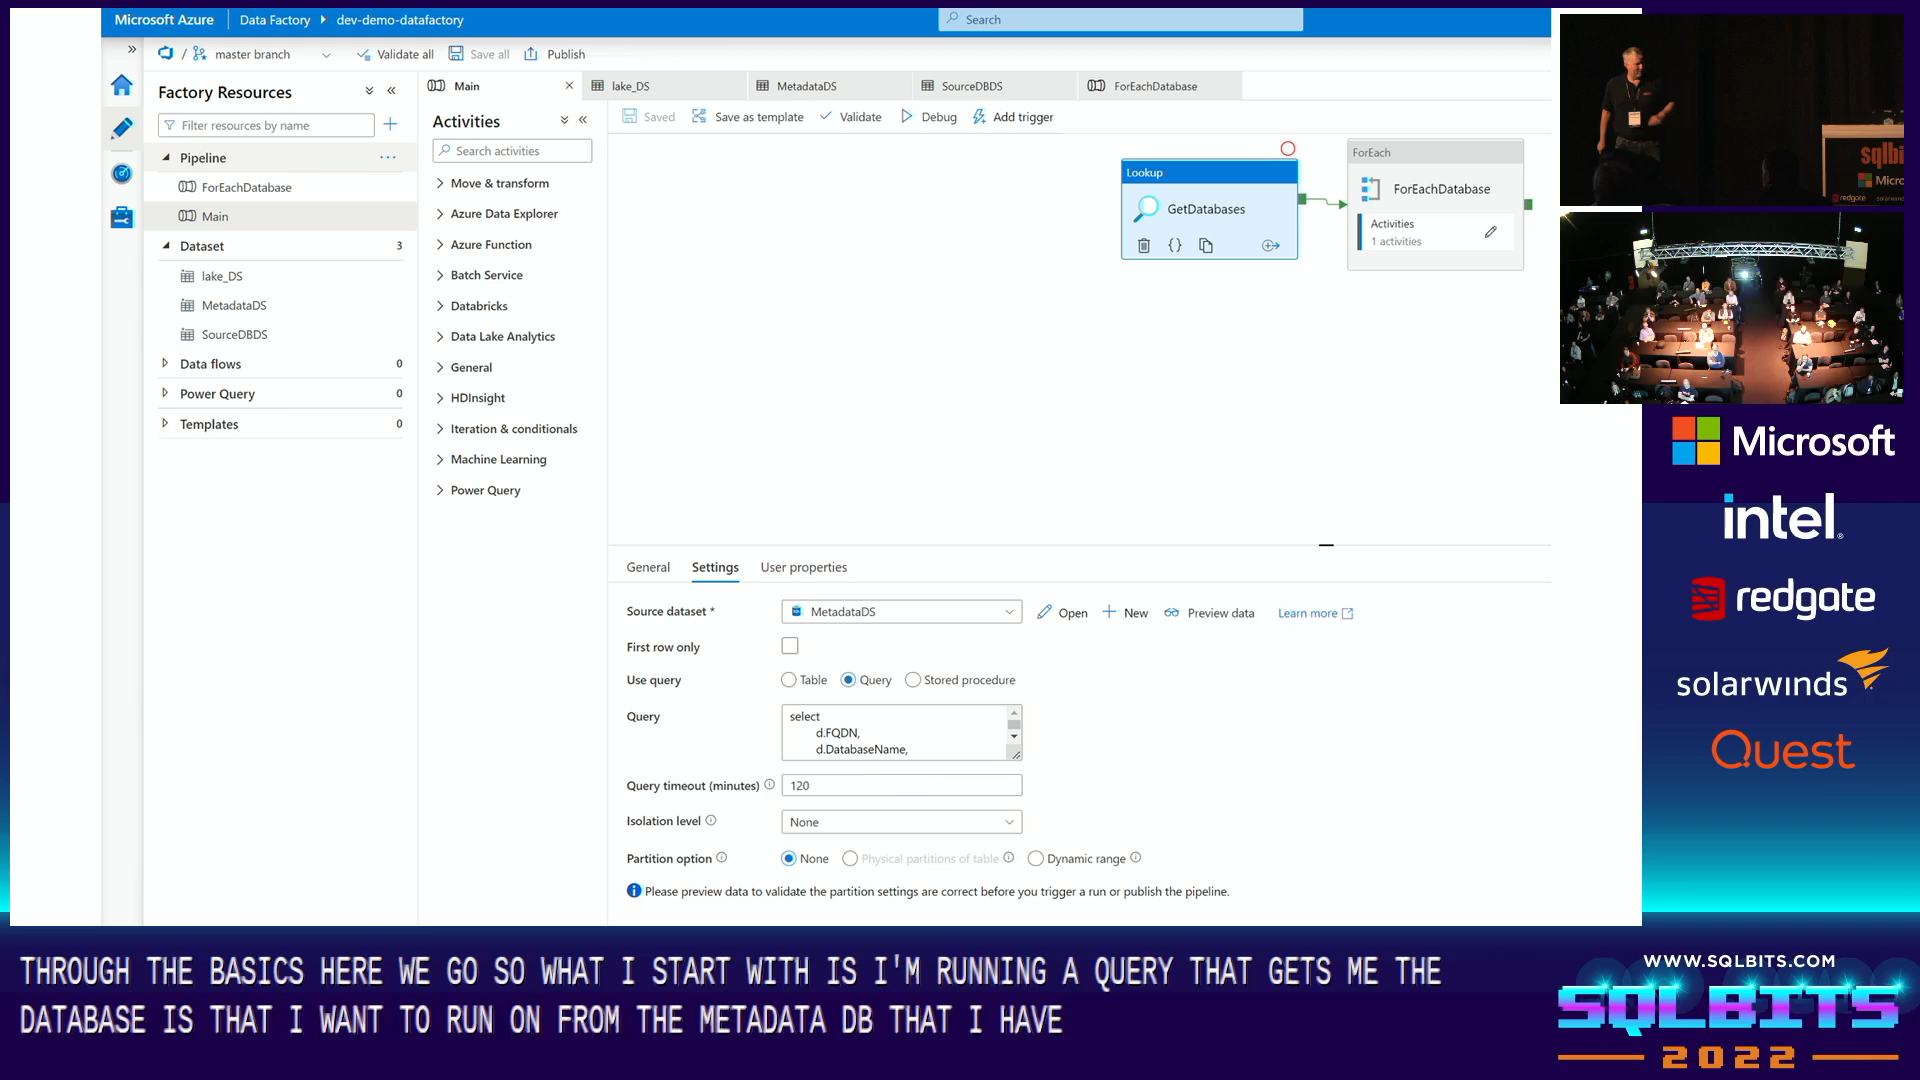 Microsoft Azure
Data Factory
dev-demo-datafactory
Search
/ master branch
Validate all
Save all
Publish
Factory Resources
Filter resources by name
Pipeline
ForEachDatabase
Main
Dataset 3
lake_DS
MetadataDS
SourceDBDS
Data flows 0
Power Query 0
Templates 0
Main
lake_DS
MetadataDS
SourceDBDS
ForEachDatabase
Activities
Search activities
Move & transform
Azure Data Explorer
Azure Function
Batch Service
Databricks
Data Lake Analytics
General
HDInsight
Iteration & conditionals
Machine Learning
Power Query
Saved
Save as template
Validate
Debug
Add trigger
Lookup
GetDatabases
ForEach
ForEachDatabase
Activities
1 activities
General
Settings
User properties
Source dataset *
MetadataDS
Open
New
Preview data
Learn more
First row only
Use query
Table
Query
Stored procedure
Query
select
d.FQDN,
d.DatabaseName,
Query timeout (minutes)
120
Isolation level
None
Partition option
None
Physical partitions of table
Dynamic range
Please preview data to validate the partition settings are correct before you trigger a run or publish the pipeline.
sqlbi
Micro
redgate
solarwinds
Microsoft
intel.
redgate
solarwinds
Quest
THROUGH THE BASICS HERE WE GO SO WHAT I START WITH IS I'M RUNNING A QUERY THAT GETS ME THE
DATABASE IS THAT I WANT TO RUN ON FROM THE METADATA DB THAT I HAVE
WWW.SQLBITS.COM
SQLBITS
2022